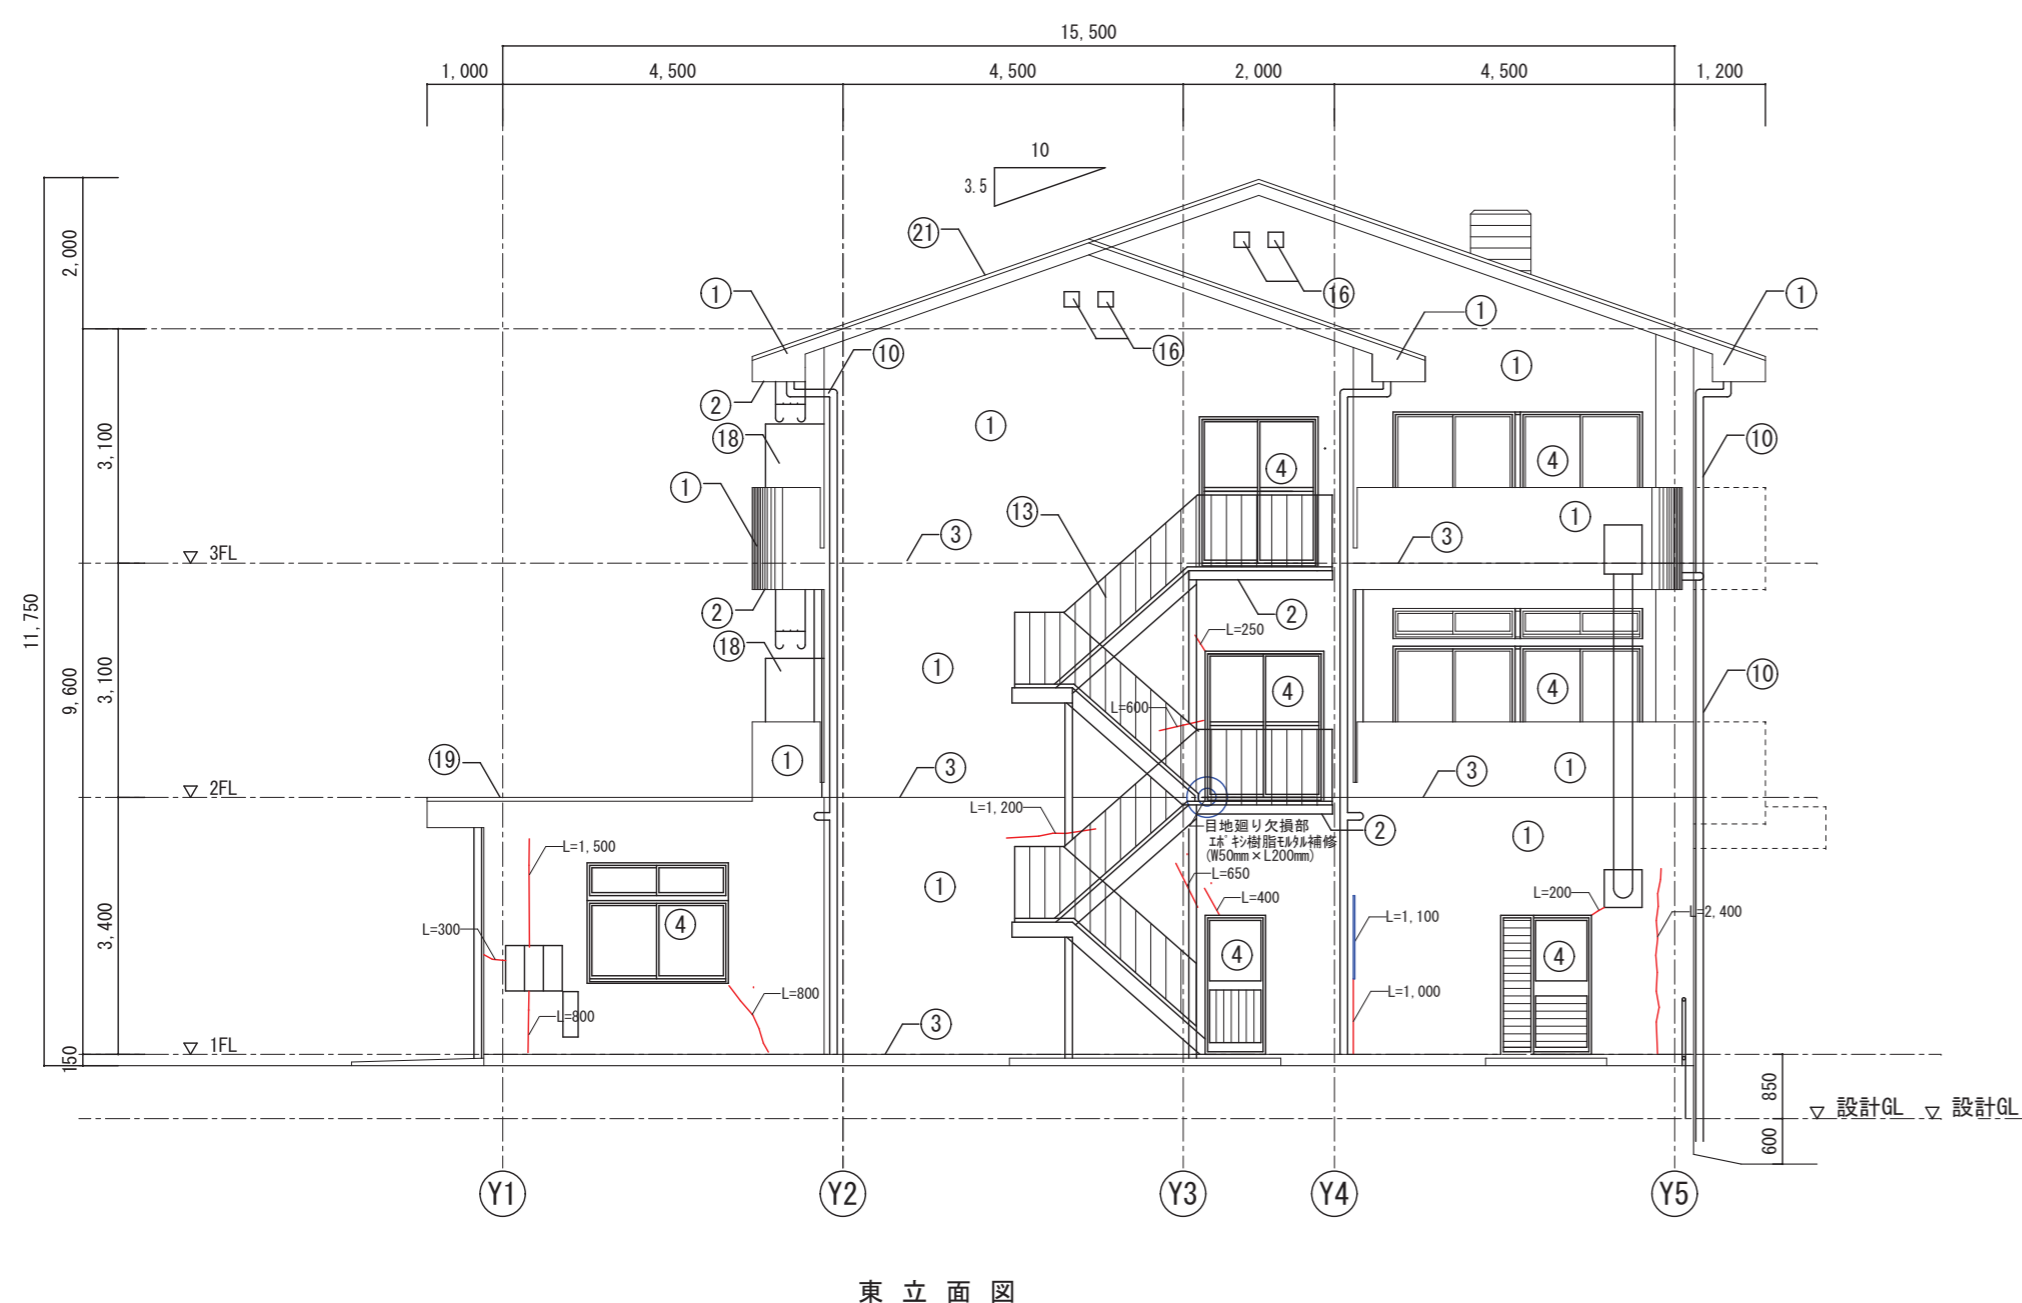 15,500
1,000
4,500
4,500
2,000
4,500
1,200
10
3.5
2,000
21
1
16
1
1
16
10
1
2
1
3,100
18
4
4
10
1
13
3
1
3
3FL
11,750
2
2
L=250
18
1
9,600
3,100
4
4
10
L=600
19
1
3
3
1
2FL
L=1,200
目地廻り欠損部
エポキシ樹脂モルタル補修
(W50mm×L200mm)
2
1
L=1,500
L=650
1
L=400
L=200
3,400
L=300
4
L=1,100
L=2,400
4
4
L=800
L=1,000
L=800
3
1FL
150
850
設計GL
設計GL
600
Y1
Y2
Y3
Y4
Y5
東立面図